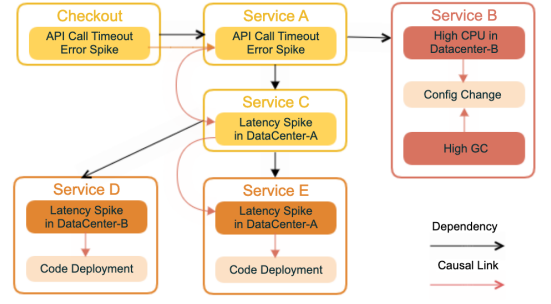 Checkout
API Call Timeout
Error Spike
Service A
API Call Timeout
Error Spike
Service B
High CPU in
Datacenter-B
Config Change
High GC
Service C
Latency Spike
in DataCenter-A
Service D
Latency Spike
in DataCenter-B
Code Deployment
Service E
Latency Spike
in DataCenter-A
Code Deployment
Dependency
Causal Link